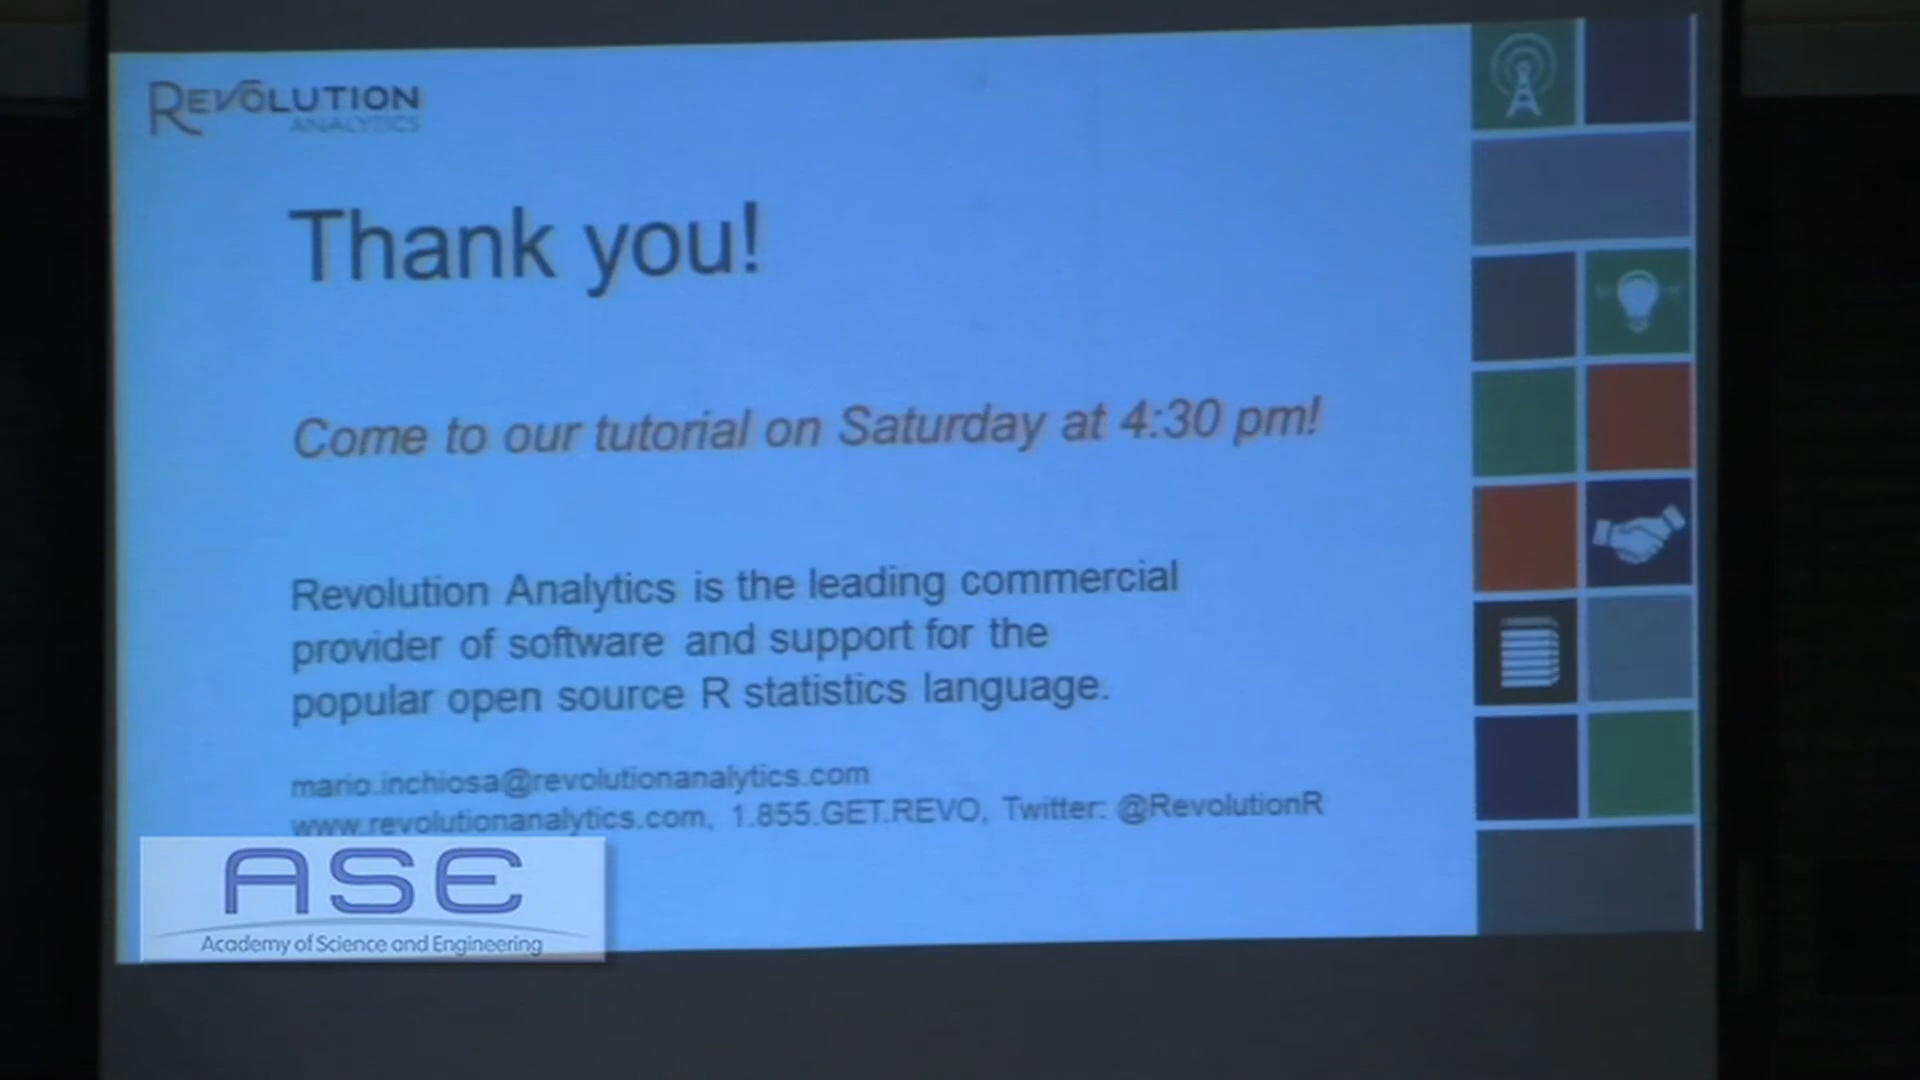 REVOLUTION
ANALYTICS
Thank you!
Come to our tutorial on Saturday at 4:30 pm!
Revolution Analytics is the leading commercial
provider of software and support for the
popular open source R statistics language.
mario.inchiosa@revolutionanalytics.com
www.revolutionanalytics.com, 1.855.GET.REVO, Twitter: @RevolutionR
ASE
Academy of Science and Engineering